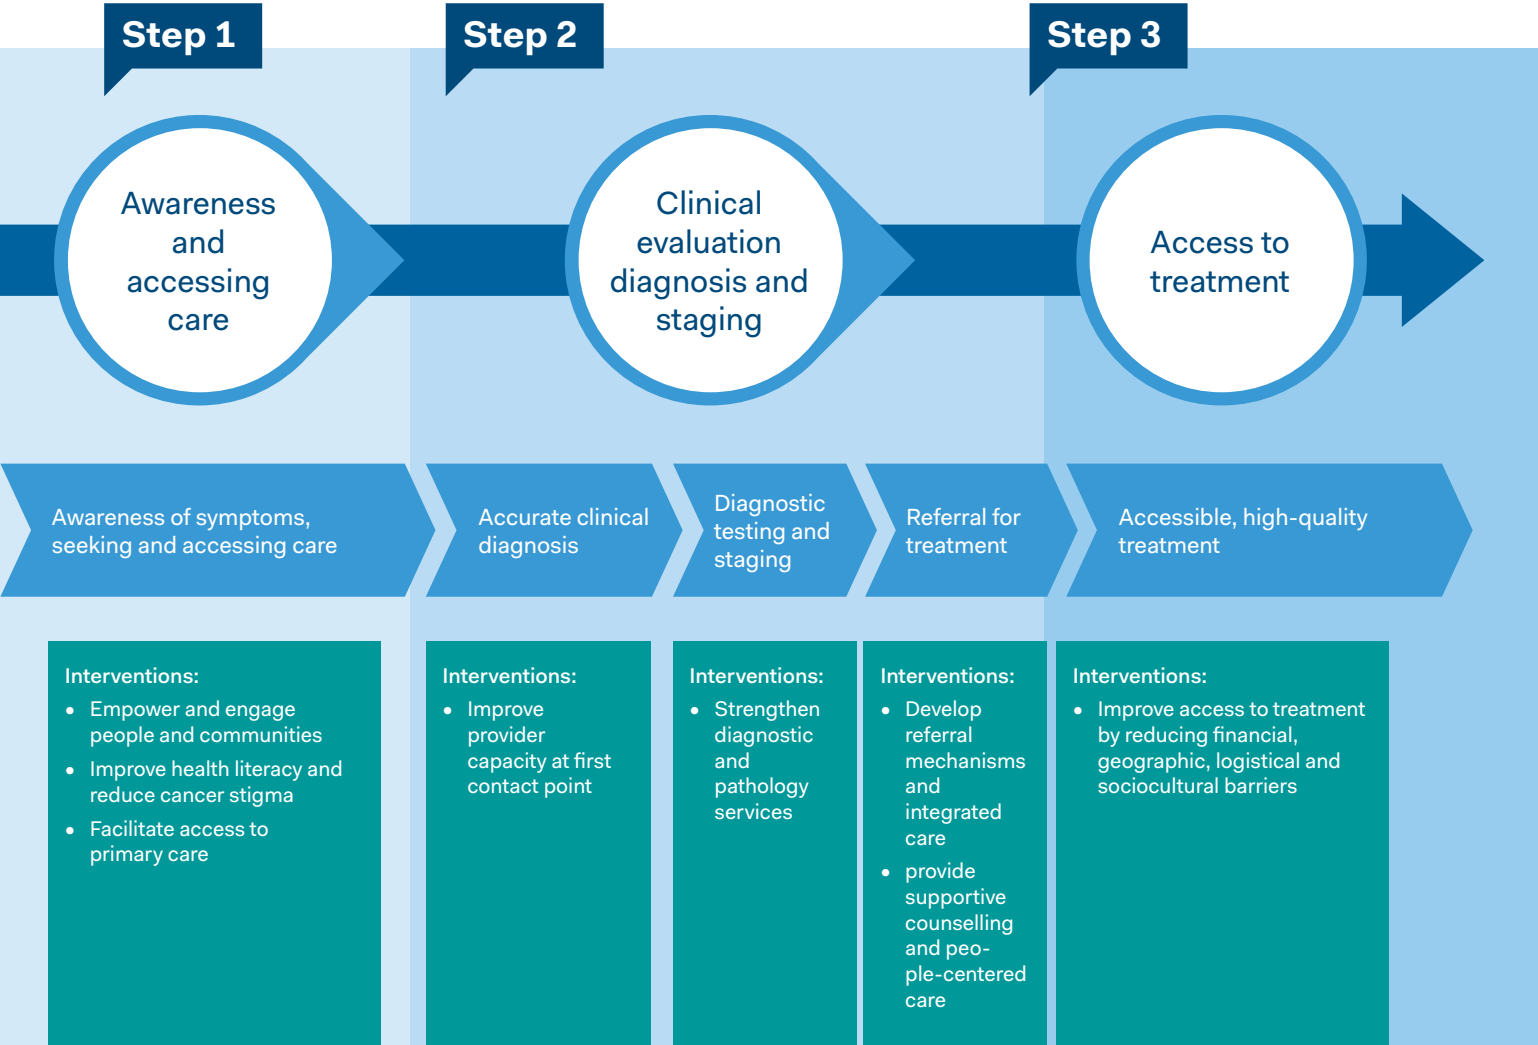 Step 1
Step 2
Step 3
Awareness
and
accessing
care
Clinical
evaluation
diagnosis and
staging
Access to
treatment
Awareness of symptoms,
seeking and accessing care
Accurate clinical
diagnosis
Diagnostic
testing and
staging
Referral for
treatment
Accessible, high-quality
treatment
Interventions:
• Empower and engage
people and communities
• Improve health literacy and
reduce cancer stigma
• Facilitate access to
primary care
Interventions:
• Improve
provider
capacity at first
contact point
Interventions:
• Strengthen
diagnostic
and
pathology
services
Interventions:
• Develop
referral
mechanisms
and
integrated
care
• provide
supportive
counselling
and peo-
ple-centered
care
Interventions:
• Improve access to treatment
by reducing financial,
geographic, logistical and
sociocultural barriers